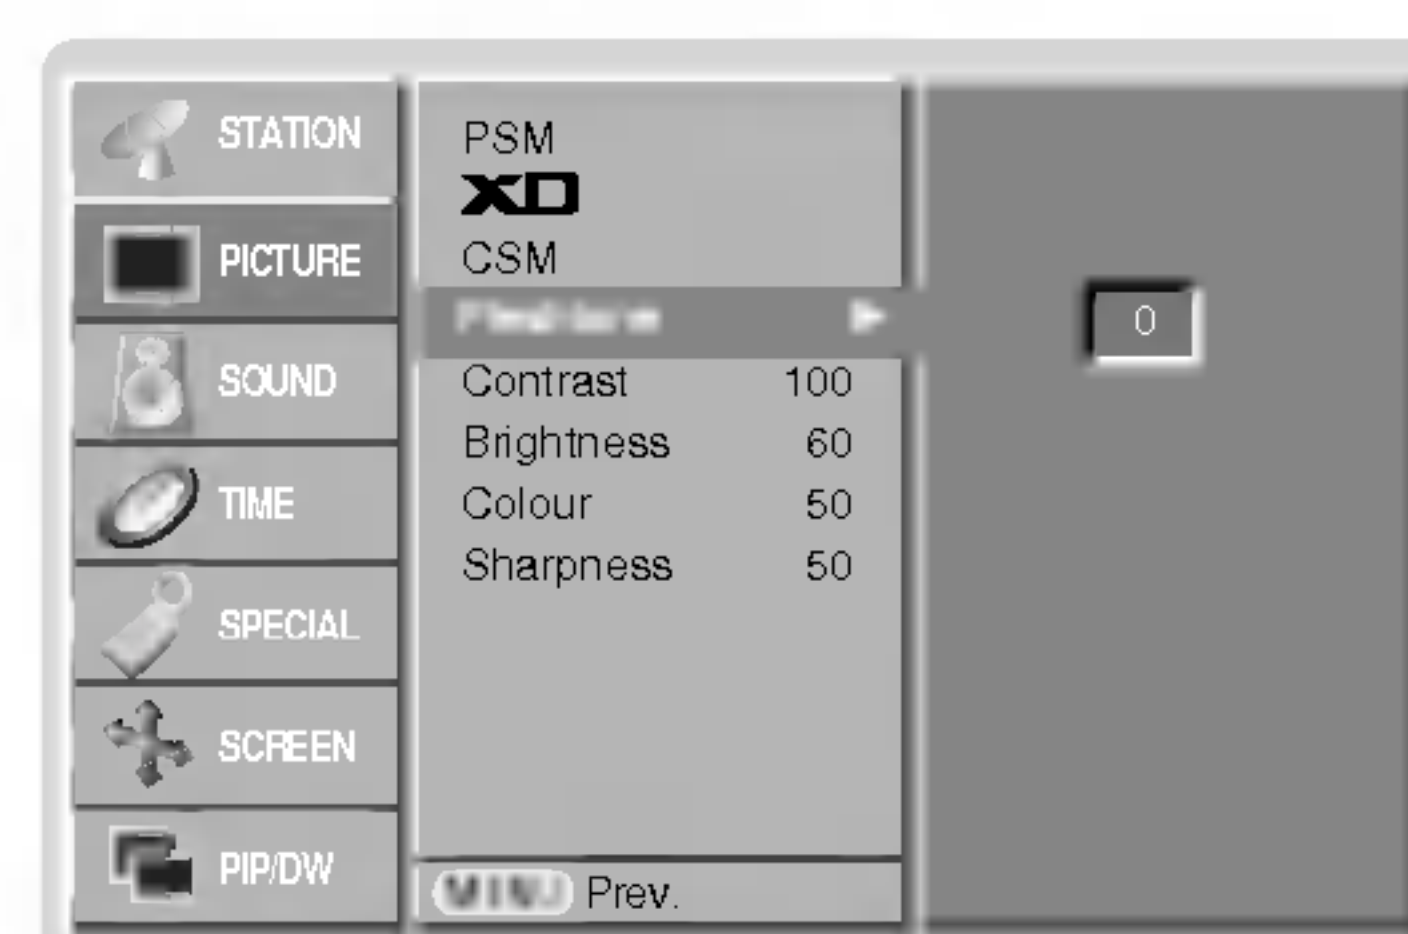 STATION
PICTURE
SOUND
TIME
SPECIAL
SCREEN
PIP/DW
PSM
XD
CSM
0
Contrast 100
Brightness 60
Colour 50
Sharpness 50
Prev.